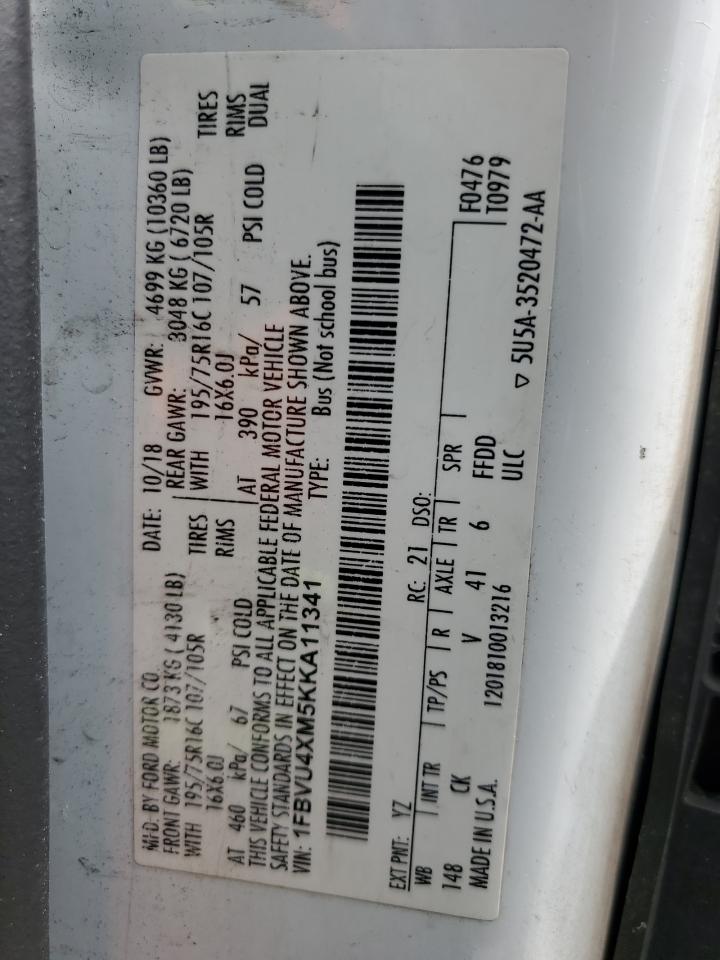 MFD. BY FORD MOTOR CO. DATE: 10/18 GVWR: 4699 KG (10360 LB)
FRONT GAWR: 1873 KG ( 4130 LB) REAR GAWR: 3048 KG ( 6720 LB)
WITH 195/75R16C 107/105R TIRES WITH 195/75R16C 107/105R TIRES
16X6.0J RIMS 16X6.0J RIMS
AT 460 kPa/ 67 PSI COLD AT 390 kPa/ 57 PSI COLD DUAL
THIS VEHICLE CONFORMS TO ALL APPLICABLE FEDERAL MOTOR VEHICLE
SAFETY STANDARDS IN EFFECT ON THE DATE OF MANUFACTURE SHOWN ABOVE.
VIN: 1FBVU4XM5KKA11341 TYPE: Bus (Not school bus)
EXT PNT: YZ RC: 21 DSO: F0476
WB INT TR TP/PS R AXLE TR SPR T0979
148 CK V 41 6 FFDD
MADE IN U.S.A. 1201810013216 ULC ▽ 5U5A-3520472-AA